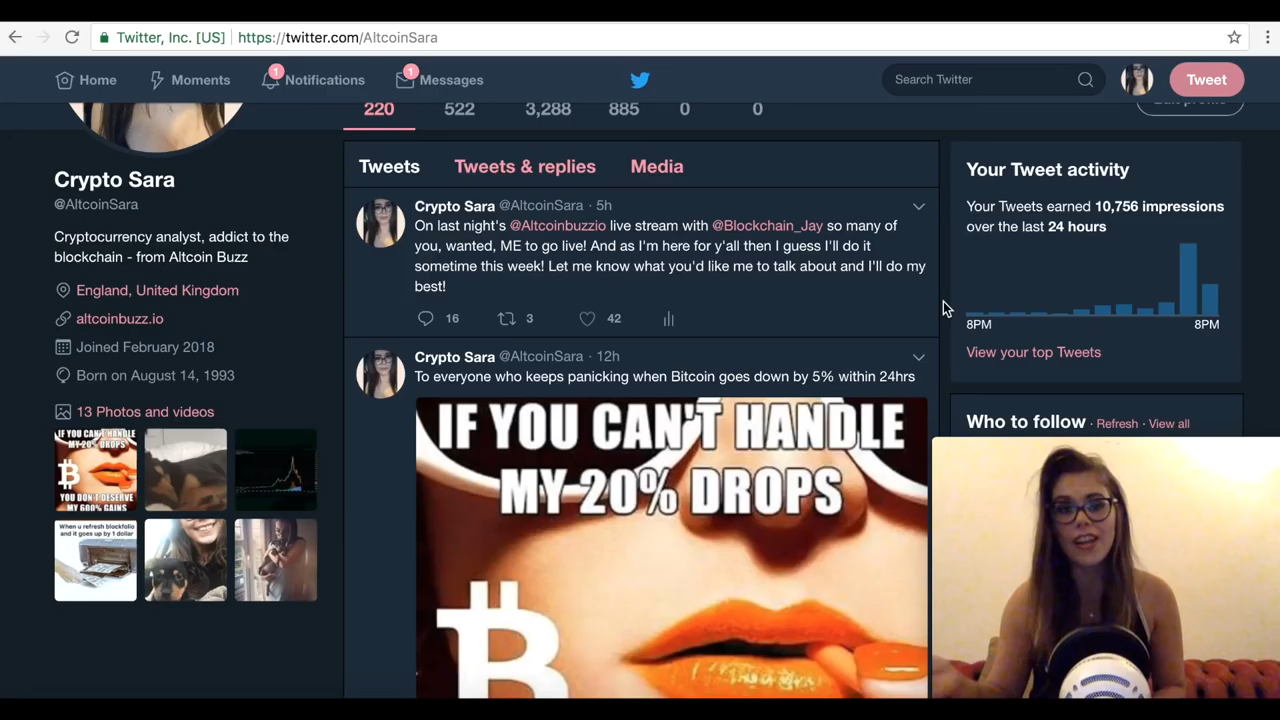 Twitter, Inc. [US] https://twitter.com/AltcoinSara
Home
Moments
1
Notifications
1
Messages
Search Twitter
Tweet
220 522 3,288 885 0 0
Edit profile
Crypto Sara
@AltcoinSara
Cryptocurrency analyst, addict to the
blockchain - from Altcoin Buzz
England, United Kingdom
altcoinbuzz.io
Joined February 2018
Born on August 14, 1993
13 Photos and videos
IF YOU CAN'T HANDLE
MY 20% DROPS
YOU DON'T DESERVE
MY 600% GAINS
When u refresh blockfolio
and it goes up by 1 dollar
Tweets Tweets & replies Media
Crypto Sara @AltcoinSara · 5h
On last night's @Altcoinbuzzio live stream with @Blockchain_Jay so many of
you, wanted, ME to go live! And as I'm here for y'all then I guess I'll do it
sometime this week! Let me know what you'd like me to talk about and I'll do my
best!
16 3 42
Crypto Sara @AltcoinSara · 12h
To everyone who keeps panicking when Bitcoin goes down by 5% within 24hrs
IF YOU CAN'T HANDLE
MY 20% DROPS
Your Tweet activity
Your Tweets earned 10,756 impressions
over the last 24 hours
8PM 8PM
View your top Tweets
Who to follow · Refresh · View all